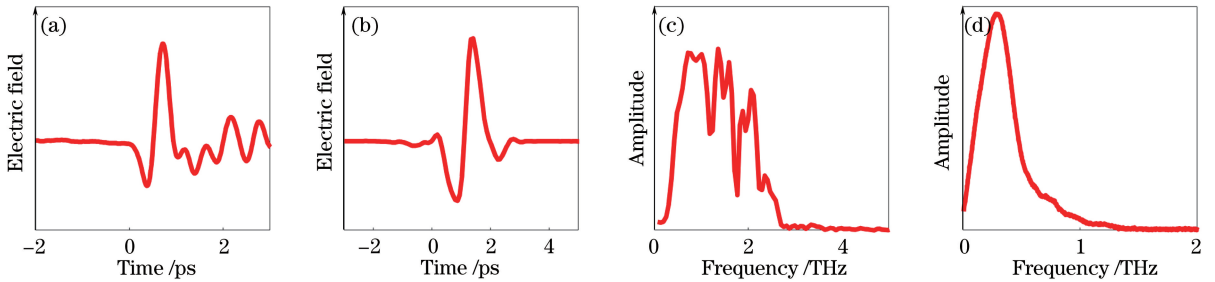 (a)
Electric field
−2
0
2
Time /ps
(b)
Electric field
−2
0
2
4
Time /ps
(c)
Amplitude
0
2
4
Frequency /THz
(d)
Amplitude
0
1
2
Frequency /THz